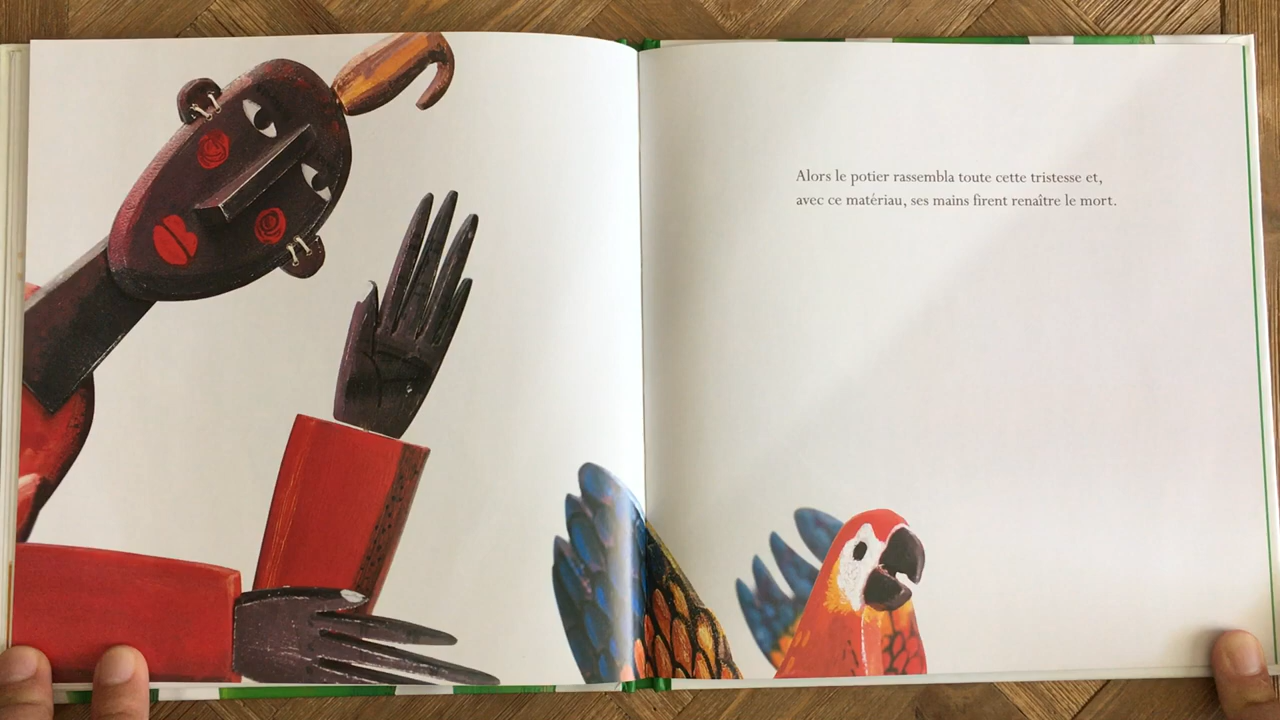 Alors le potier rassembla toute cette tristesse et,
avec ce matériau, ses mains firent renaître le mort.